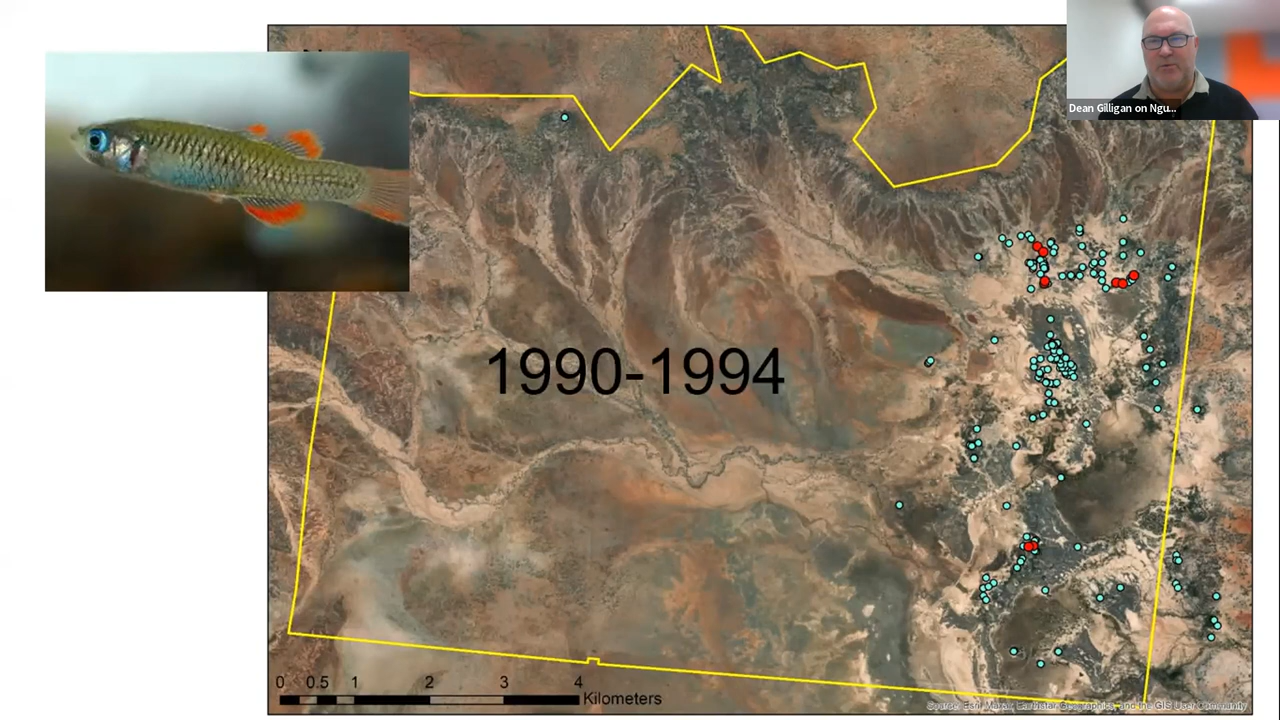 Dean Gilligan on Ngu...
1990-1994
0 0.5 1 2 3 4
Kilometers
Source: Esri, Maxar, Earthstar Geographics, and the GIS User Community